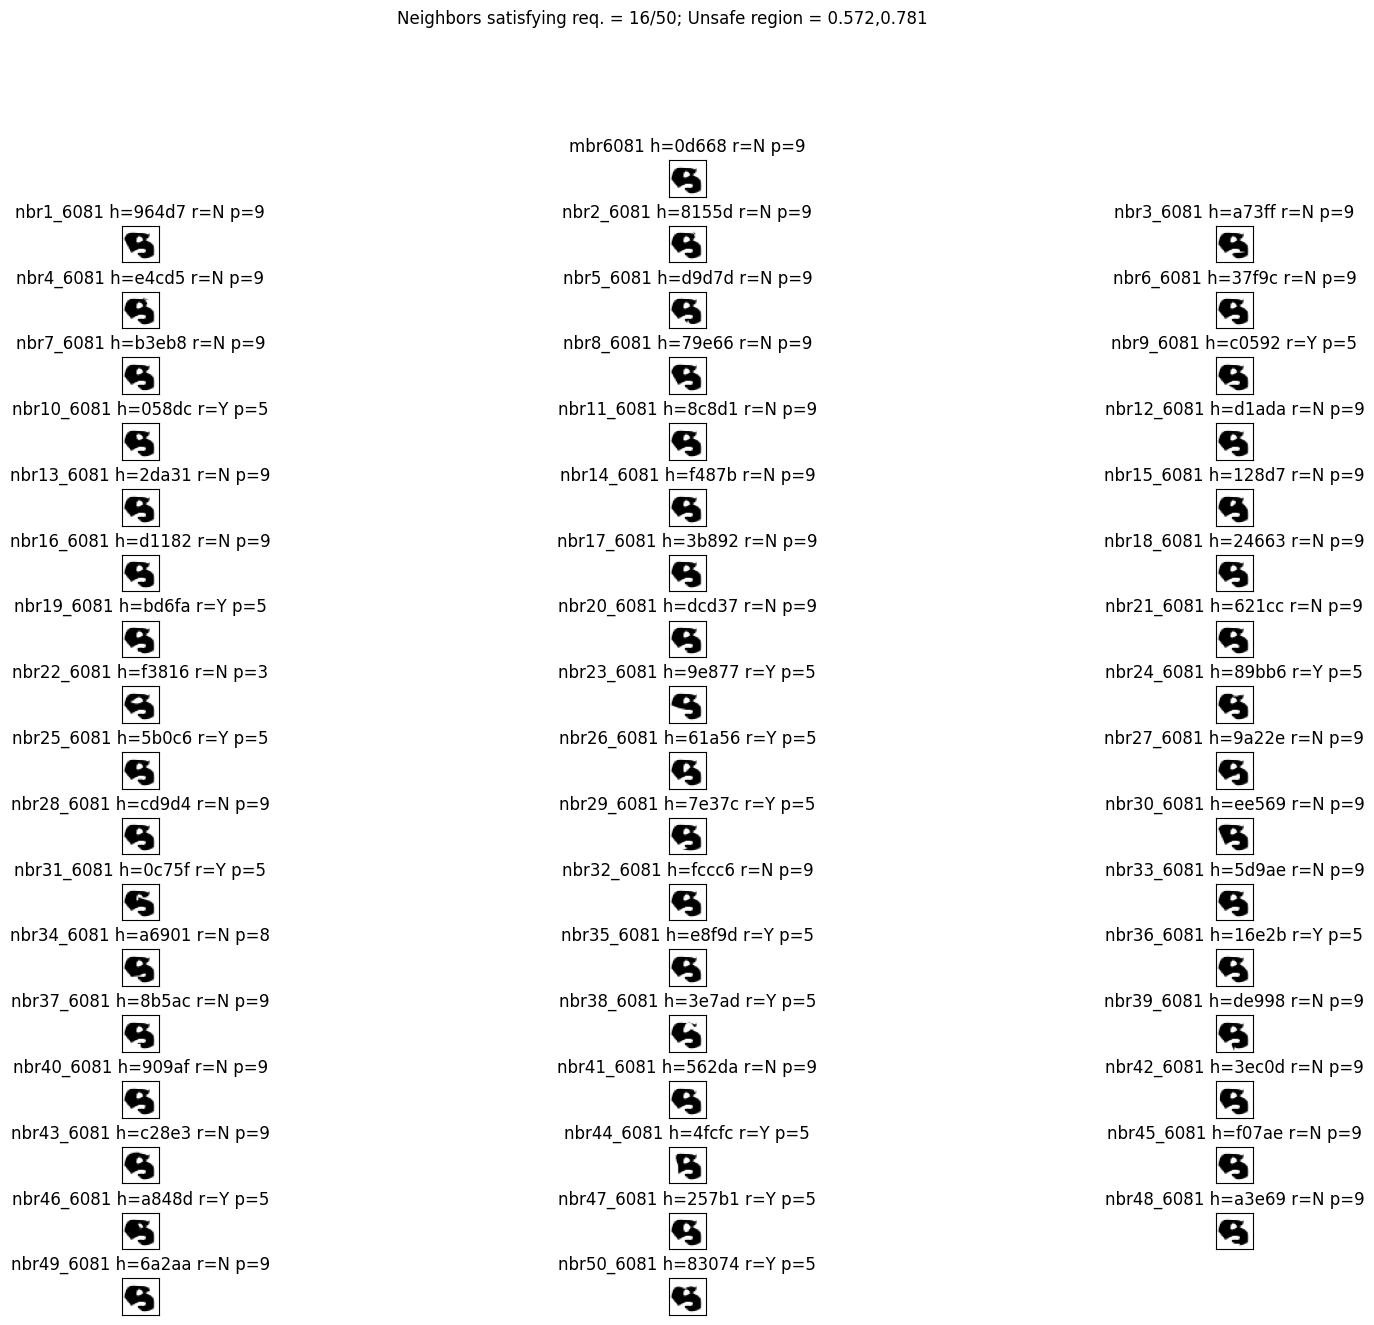 Neighbors satisfying req. = 16/50; Unsafe region = 0.572,0.781
mbr6081 h=0d668 r=N p=9
nbr1_6081 h=964d7 r=N p=9
nbr2_6081 h=8155d r=N p=9
nbr3_6081 h=a73ff r=N p=9
nbr4_6081 h=e4cd5 r=N p=9
nbr5_6081 h=d9d7d r=N p=9
nbr6_6081 h=37f9c r=N p=9
nbr7_6081 h=b3eb8 r=N p=9
nbr8_6081 h=79e66 r=N p=9
nbr9_6081 h=c0592 r=Y p=5
nbr10_6081 h=058dc r=Y p=5
nbr11_6081 h=8c8d1 r=N p=9
nbr12_6081 h=d1ada r=N p=9
nbr13_6081 h=2da31 r=N p=9
nbr14_6081 h=f487b r=N p=9
nbr15_6081 h=128d7 r=N p=9
nbr16_6081 h=d1182 r=N p=9
nbr17_6081 h=3b892 r=N p=9
nbr18_6081 h=24663 r=N p=9
nbr19_6081 h=bd6fa r=Y p=5
nbr20_6081 h=dcd37 r=N p=9
nbr21_6081 h=621cc r=N p=9
nbr22_6081 h=f3816 r=N p=3
nbr23_6081 h=9e877 r=Y p=5
nbr24_6081 h=89bb6 r=Y p=5
nbr25_6081 h=5b0c6 r=Y p=5
nbr26_6081 h=61a56 r=Y p=5
nbr27_6081 h=9a22e r=N p=9
nbr28_6081 h=cd9d4 r=N p=9
nbr29_6081 h=7e37c r=Y p=5
nbr30_6081 h=ee569 r=N p=9
nbr31_6081 h=0c75f r=Y p=5
nbr32_6081 h=fccc6 r=N p=9
nbr33_6081 h=5d9ae r=N p=9
nbr34_6081 h=a6901 r=N p=8
nbr35_6081 h=e8f9d r=Y p=5
nbr36_6081 h=16e2b r=Y p=5
nbr37_6081 h=8b5ac r=N p=9
nbr38_6081 h=3e7ad r=Y p=5
nbr39_6081 h=de998 r=N p=9
nbr40_6081 h=909af r=N p=9
nbr41_6081 h=562da r=N p=9
nbr42_6081 h=3ec0d r=N p=9
nbr43_6081 h=c28e3 r=N p=9
nbr44_6081 h=4fcfc r=Y p=5
nbr45_6081 h=f07ae r=N p=9
nbr46_6081 h=a848d r=Y p=5
nbr47_6081 h=257b1 r=Y p=5
nbr48_6081 h=a3e69 r=N p=9
nbr49_6081 h=6a2aa r=N p=9
nbr50_6081 h=83074 r=Y p=5